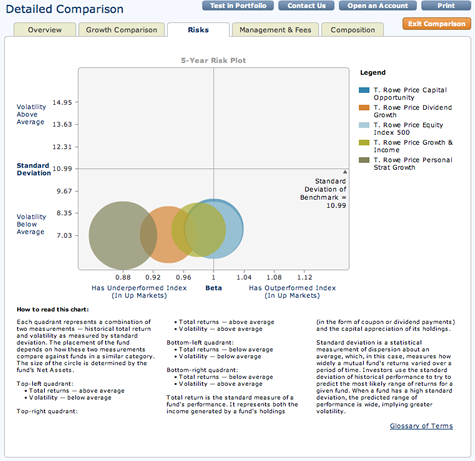 Detailed Comparison
Test in Portfolio
Contact Us
Open an Account
Print
Overview
Growth Comparison
Risks
Management & Fees
Composition
Exit Comparison
5-Year Risk Plot
Legend
T. Rowe Price Capital
Opportunity
T. Rowe Price Dividend
Growth
T. Rowe Price Equity
Index 500
T. Rowe Price Growth &
Income
T. Rowe Price Personal
Strat Growth
Volatility
Above
Average
Standard
Deviation
Volatility
Below
Average
14.95
13.63
12.31
10.99
9.67
8.35
7.03
Standard
Deviation of
Benchmark =
10.99
0.88
0.92
0.96
1
1.04
1.08
1.12
Has Underperformed Index
(In Up Markets)
Beta
Has Outperformed Index
(In Up Markets)
How to read this chart:
Each quadrant represents a combination of
two measurements — historical total return
and volatility as measured by standard
deviation. The placement of the fund
depends on how these two measurements
compare against funds in a similar category.
The size of the circle is determined by the
fund's Net Assets.
Top-left quadrant:
• Total returns — above average
• Volatility — above average
Top-right quadrant:
• Total returns — above average
• Volatility — above average
Bottom-left quadrant:
• Total returns — below average
• Volatility — below average
Bottom-right quadrant:
• Total returns — below average
• Volatility — below average
Total return is the standard measure of a
fund's performance. It represents both the
income generated by a fund's holdings
(in the form of coupon or dividend payments)
and the capital appreciation of its holdings.
Standard deviation is a statistical
measurement of dispersion about an
average, which, in this case, measures how
widely a mutual fund's returns varied over a
period of time. Investors use the standard
deviation of historical performance to try to
predict the most likely range of returns for a
given fund. When a fund has a high standard
deviation, the predicted range of
performance is wide, implying greater
volatility.
Glossary of Terms